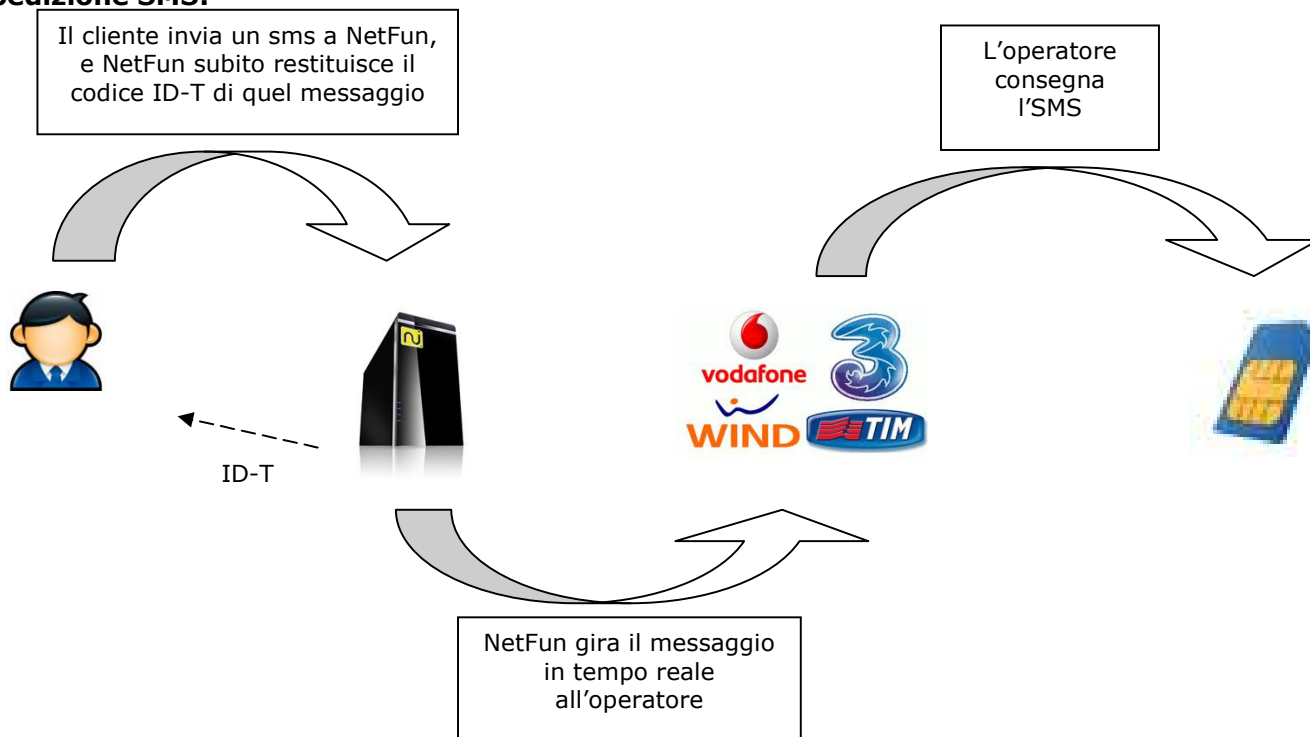 Il cliente invia un sms a NetFun,
e NetFun subito restituisce il
codice ID-T di quel messaggio
L'operatore
consegna
l'SMS
vodafone
3
WIND
TIM
ID-T
NetFun gira il messaggio
in tempo reale
all'operatore